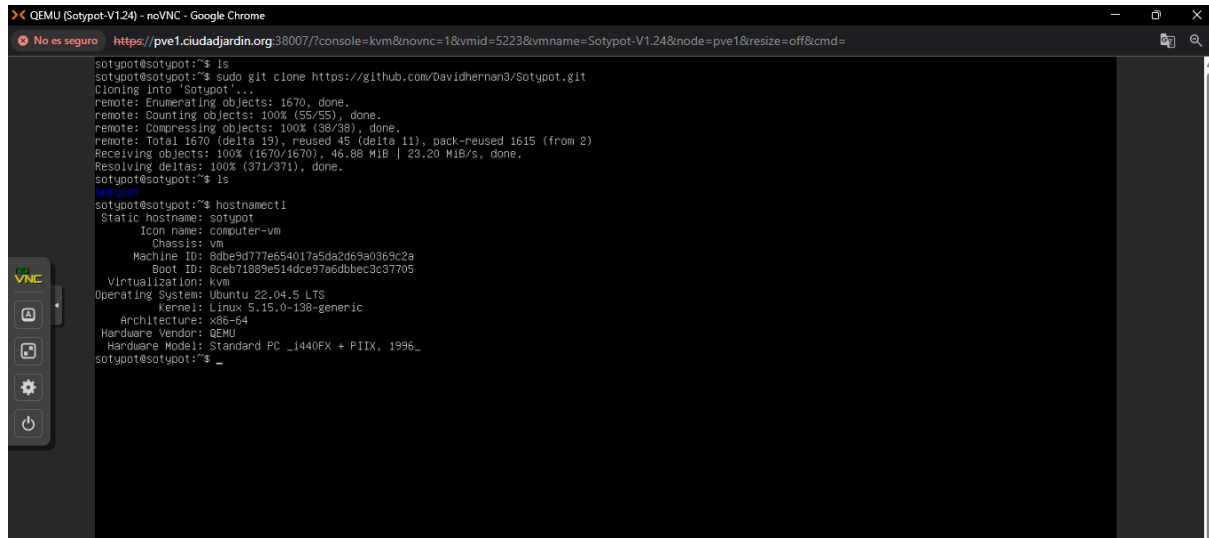 QEMU (Sotypot-V1.24) - noVNC - Google Chrome
No es seguro https://pve1.ciudadjardin.org:38007/?console=kvm&novnc=1&vmid=5223&vmname=Sotypot-V1.24&node=pve1&resize=off&cmd=
sotypot@sotypot:~$ ls
sotypot@sotypot:~$ sudo git clone https://github.com/Davidhernan3/Sotypot.git
Cloning into 'Sotypot'...
remote: Enumerating objects: 1670, done.
remote: Counting objects: 100% (55/55), done.
remote: Compressing objects: 100% (38/38), done.
remote: Total 1670 (delta 19), reused 45 (delta 11), pack-reused 1615 (from 2)
Receiving objects: 100% (1670/1670), 46.88 MiB | 23.20 MiB/s, done.
Resolving deltas: 100% (371/371), done.
sotypot@sotypot:~$ ls
Sotypot
sotypot@sotypot:~$ hostnamectl
Static hostname: sotypot
Icon name: computer-vm
Chassis: vm
Machine ID: 8dbe9d777e654017a5da2d69a0369c2a
Boot ID: 8ceb71889e514dce97a6dbbec3c37705
Virtualization: kvm
Operating System: Ubuntu 22.04.5 LTS
Kernel: Linux 5.15.0-138-generic
Architecture: x86-64
Hardware Vendor: QEMU
Hardware Model: Standard PC _i440FX + PIIX, 1996_
sotypot@sotypot:~$ _
no
VNC
A